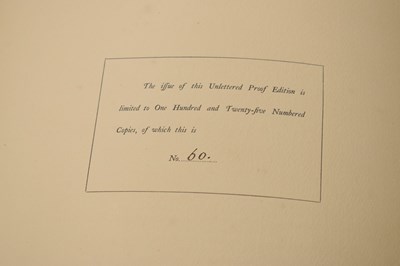 The iſſue of this Unlettered Proof Edition is
limited to One Hundred and Twenty-five Numbered
Copies, of which this is
No. 60.